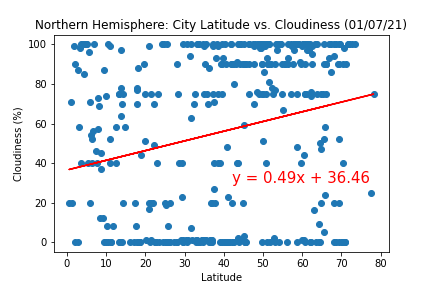 Northern Hemisphere: City Latitude vs. Cloudiness (01/07/21)
100
80
60
40
20
0
Cloudiness (%)
y = 0.49x + 36.46
0 10 20 30 40 50 60 70 80
Latitude